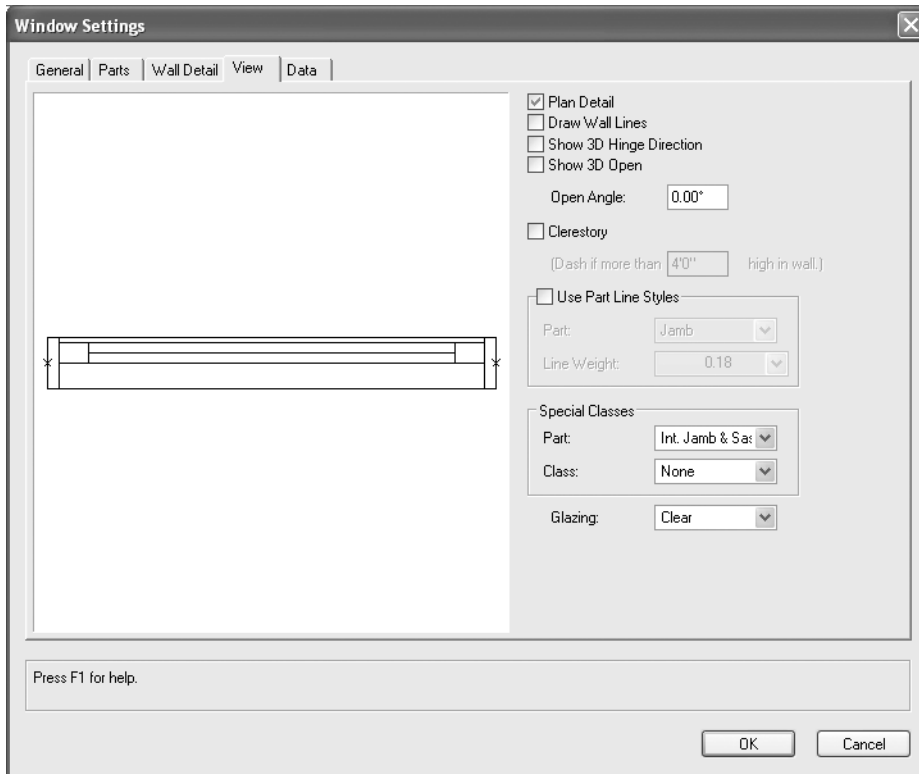 Window Settings
General Parts Wall Detail View Data
Plan Detail
Draw Wall Lines
Show 3D Hinge Direction
Show 3D Open
Open Angle: 0.00°
Clerestory
(Dash if more than 4'0" high in wall.)
Use Part Line Styles
Part: Jamb
Line Weight: 0.18
Special Classes
Part: Int. Jamb & Sas
Class: None
Glazing: Clear
Press F1 for help.
OK Cancel